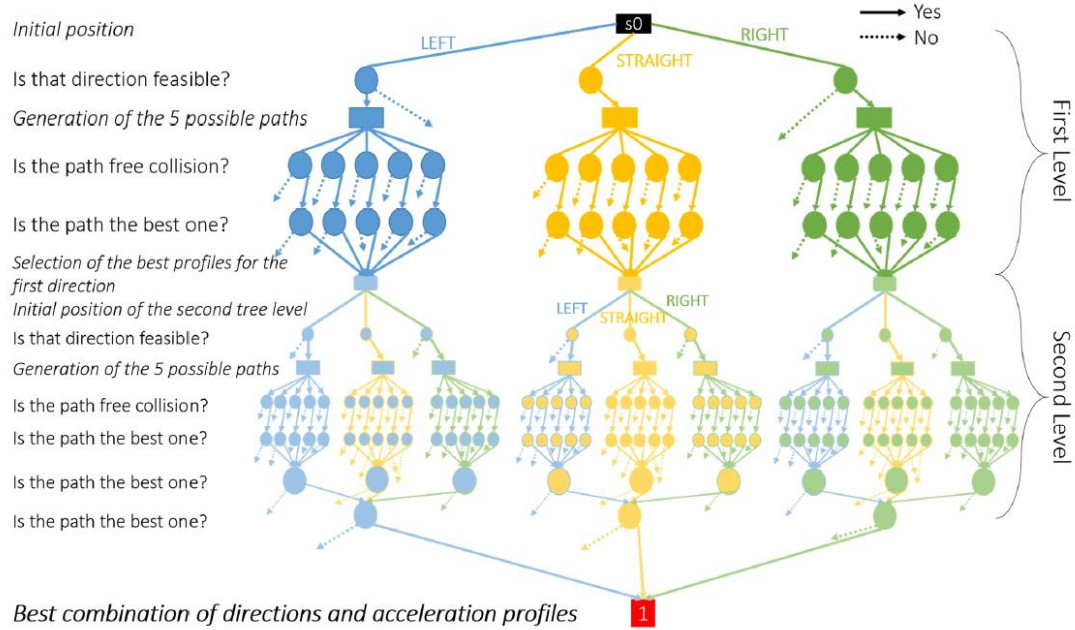 Initial position
s0
Yes
No
LEFT
STRAIGHT
RIGHT
Is that direction feasible?
Generation of the 5 possible paths
Is the path free collision?
Is the path the best one?
First Level
Selection of the best profiles for the
first direction
Initial position of the second tree level
LEFT
STRAIGHT
RIGHT
Is that direction feasible?
Generation of the 5 possible paths
Is the path free collision?
Is the path the best one?
Is the path the best one?
Is the path the best one?
Second Level
Best combination of directions and acceleration profiles
1